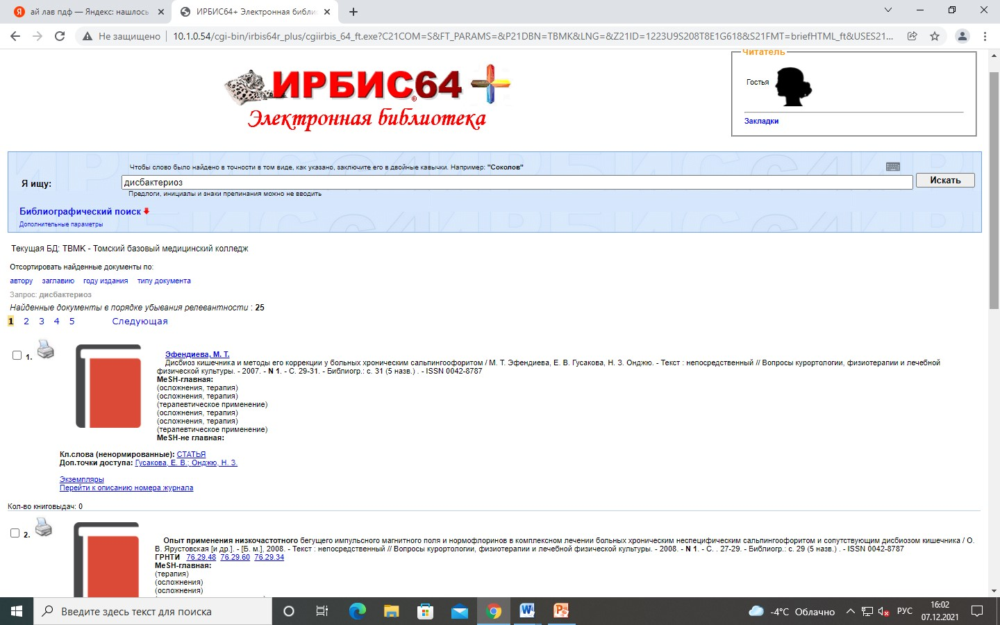 ай лав пдф — Яндекс: нашлось
ИРБИС64+ Электронная библи
Не защищено
10.1.0.54/cgi-bin/irbis64r_plus/cgiirbis_64_ft.exe?C21COM=S&FT_PARAMS=&P21DBN=TBMK&LNG=&Z21ID=1223U9S208T8E1G618&S21FMT=briefHTML_ft&USES21...
Читатель
Гостья
Закладки
ИРБИС64
Электронная библиотека
Чтобы слово было найдено в точности в том виде, как указано, заключите его в двойные кавычки. Например: "Соколов"
Я ищу:
дисбактериоз
Искать
Предлоги, инициалы и знаки препинания можно не вводить
Библиографический поиск
Дополнительные параметры
Текущая БД: TBMK - Томский базовый медицинский колледж
Отсортировать найденные документы по:
автору заглавию году издания типу документа
Запрос: дисбактериоз
Найденные документы в порядке убывания релевантности : 25
1 2 3 4 5 Следующая
1.
Эфендиева, М. Т.
Дисбиоз кишечника и методы его коррекции у больных хроническим сальпингоофоритом / М. Т. Эфендиева, Е. В. Гусакова, Н. З. Онджю. - Текст : непосредственный // Вопросы курортологии, физиотерапии и лечебной
физической культуры. - 2007. - N 1. - С. 29-31. - Библиогр.: с. 31 (5 назв.) . - ISSN 0042-8787
MeSH-главная:
(осложнения, терапия)
(осложнения, терапия)
(терапевтическое применение)
(осложнения, терапия)
(осложнения, терапия)
(терапевтическое применение)
MeSH-не главная:
Кл.слова (ненормированные): СТАТЬЯ
Доп.точки доступа: Гусакова, Е. В.; Онджю, Н. З.
Экземпляры
Перейти к описанию номера журнала
Кол-во книговыдач: 0
2.
Опыт применения низкочастотного бегущего импульсного магнитного поля и нормофлоринов в комплексном лечении больных хроническим неспецифическим сальпингоофоритом и сопутствующим дисбиозом кишечника / О.
В. Ярустовская [и др.]. - [Б. м.], 2008. - Текст : непосредственный // Вопросы курортологии, физиотерапии и лечебной физической культуры. - 2008. - N 1. - С. . 27-29. - Библиогр.: с. 29 (5 назв.) . - ISSN 0042-8787
ГРНТИ 76.29.48 76.29.60 76.29.34
MeSH-главная:
(терапия)
(осложнения)
(осложнения)
Введите здесь текст для поиска
-4°C Облачно
РУС
16:02
07.12.2021